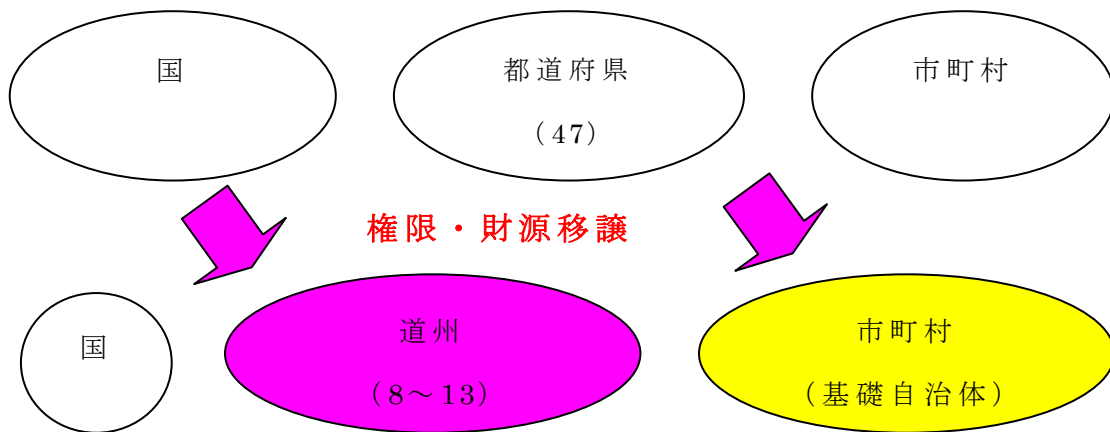 国
都道府県
(47)
市町村
権限・財源移譲
国
道州
(8～13)
市町村
(基礎自治体)